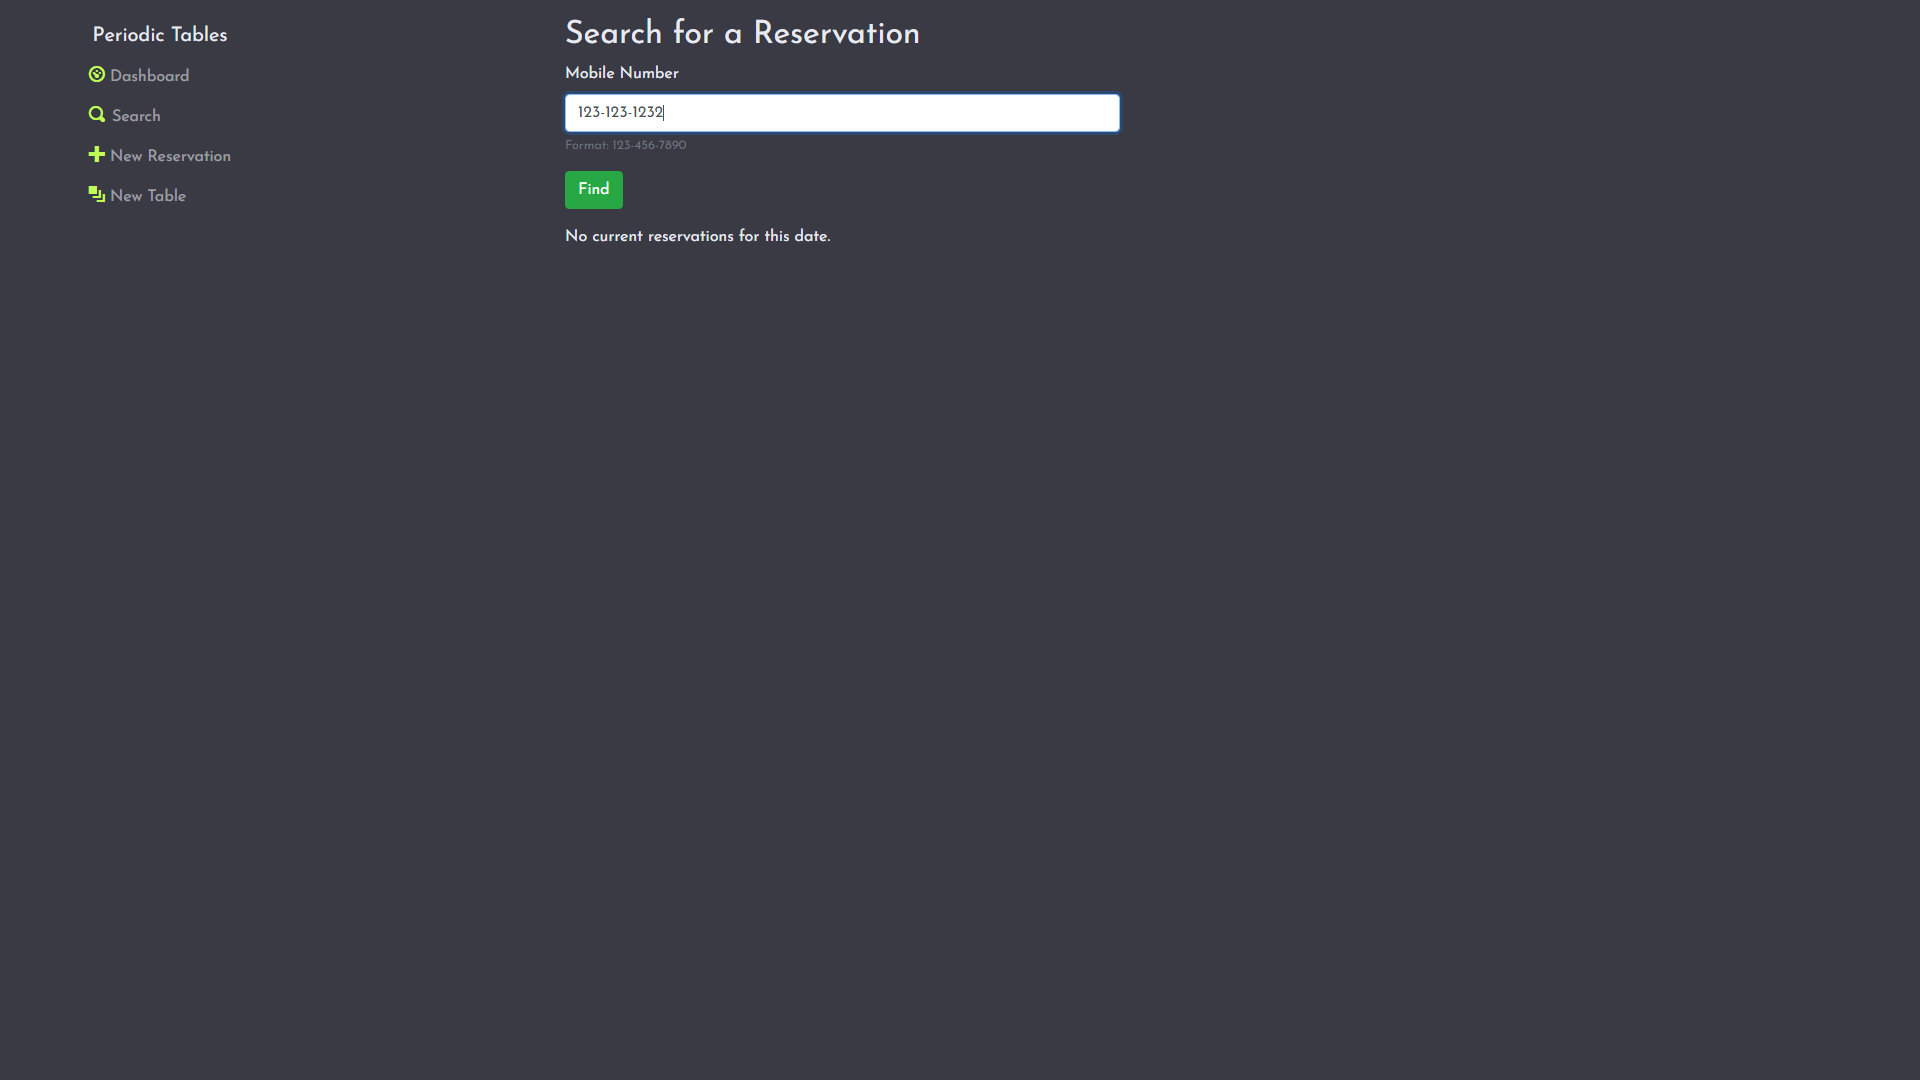 Periodic Tables
Dashboard
Search
New Reservation
New Table
Search for a Reservation
Mobile Number
123-123-1232
Format: 123-456-7890
Find
No current reservations for this date.